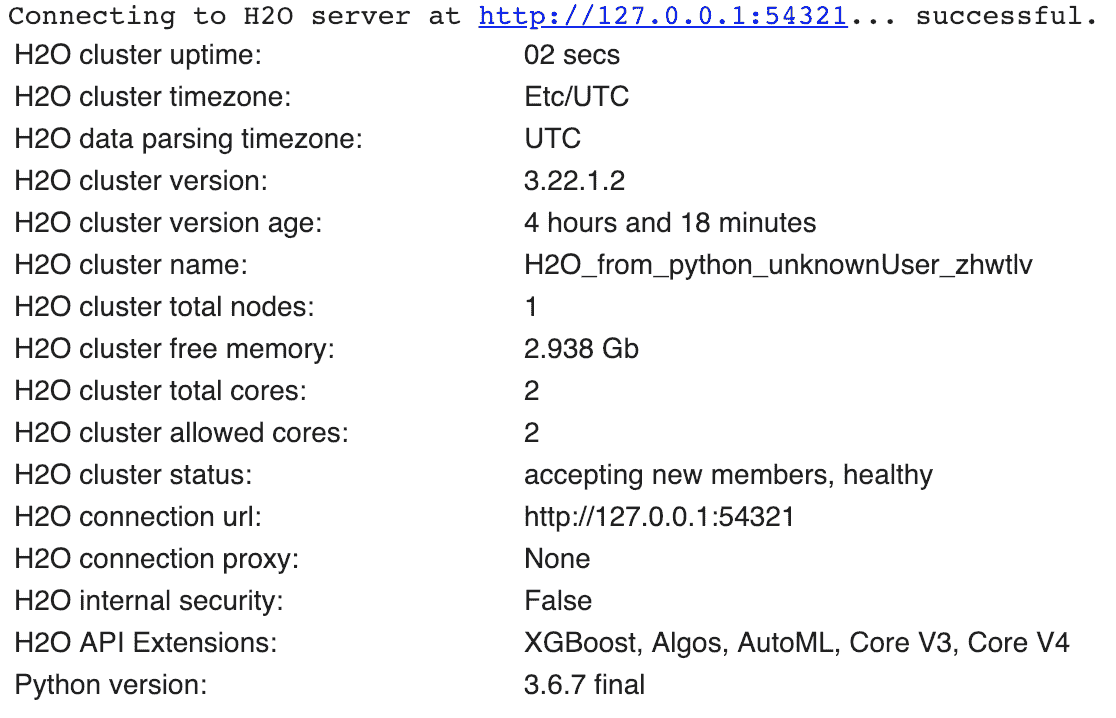 Connecting to H2O server at http://127.0.0.1:54321... successful.
H2O cluster uptime: 02 secs
H2O cluster timezone: Etc/UTC
H2O data parsing timezone: UTC
H2O cluster version: 3.22.1.2
H2O cluster version age: 4 hours and 18 minutes
H2O cluster name: H2O_from_python_unknownUser_zhwtlv
H2O cluster total nodes: 1
H2O cluster free memory: 2.938 Gb
H2O cluster total cores: 2
H2O cluster allowed cores: 2
H2O cluster status: accepting new members, healthy
H2O connection url: http://127.0.0.1:54321
H2O connection proxy: None
H2O internal security: False
H2O API Extensions: XGBoost, Algos, AutoML, Core V3, Core V4
Python version: 3.6.7 final